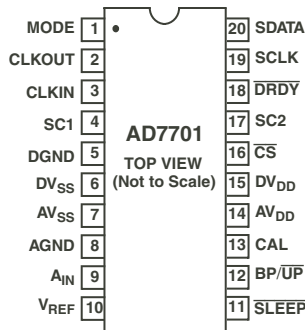 MODE 1
CLKOUT 2
CLKIN 3
SC1 4
DGND 5
DVSS 6
AVSS 7
AGND 8
AIN 9
VREF 10
AD7701
TOP VIEW
(Not to Scale)
20 SDATA
19 SCLK
18 DRDY
17 SC2
16 CS
15 DVDD
14 AVDD
13 CAL
12 BP/UP
11 SLEEP